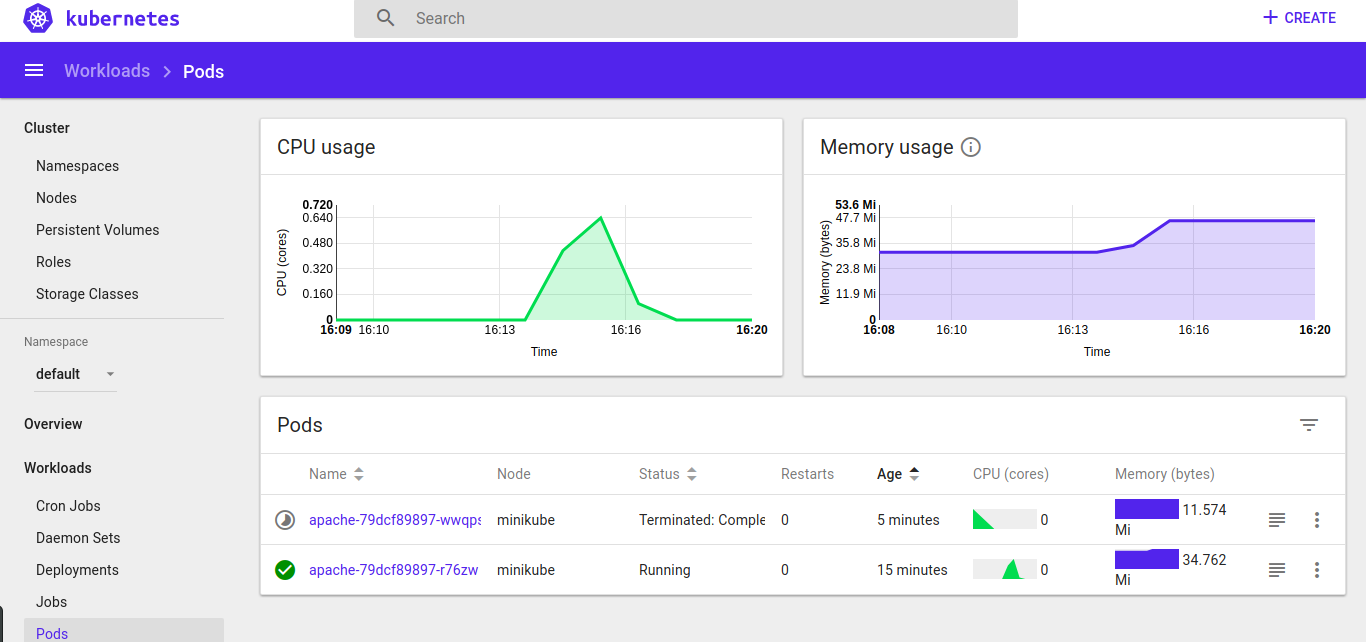 kubernetes
Search
+ CREATE
Workloads > Pods
Cluster
Namespaces
Nodes
Persistent Volumes
Roles
Storage Classes
Namespace
default
Overview
Workloads
Cron Jobs
Daemon Sets
Deployments
Jobs
Pods
CPU usage
CPU (cores)
0.720
0.640
0.480
0.320
0.160
0
16:09 16:10 16:13 16:16 16:20
Time
Memory usage
Memory (bytes)
53.6 Mi
47.7 Mi
35.8 Mi
23.8 Mi
11.9 Mi
0
16:08 16:10 16:13 16:16 16:20
Time
Pods
Name Node Status Restarts Age CPU (cores) Memory (bytes)
apache-79dcf89897-wwqps minikube Terminated: Comple 0 5 minutes 0 11.574
Mi
apache-79dcf89897-r76zw minikube Running 0 15 minutes 0 34.762
Mi